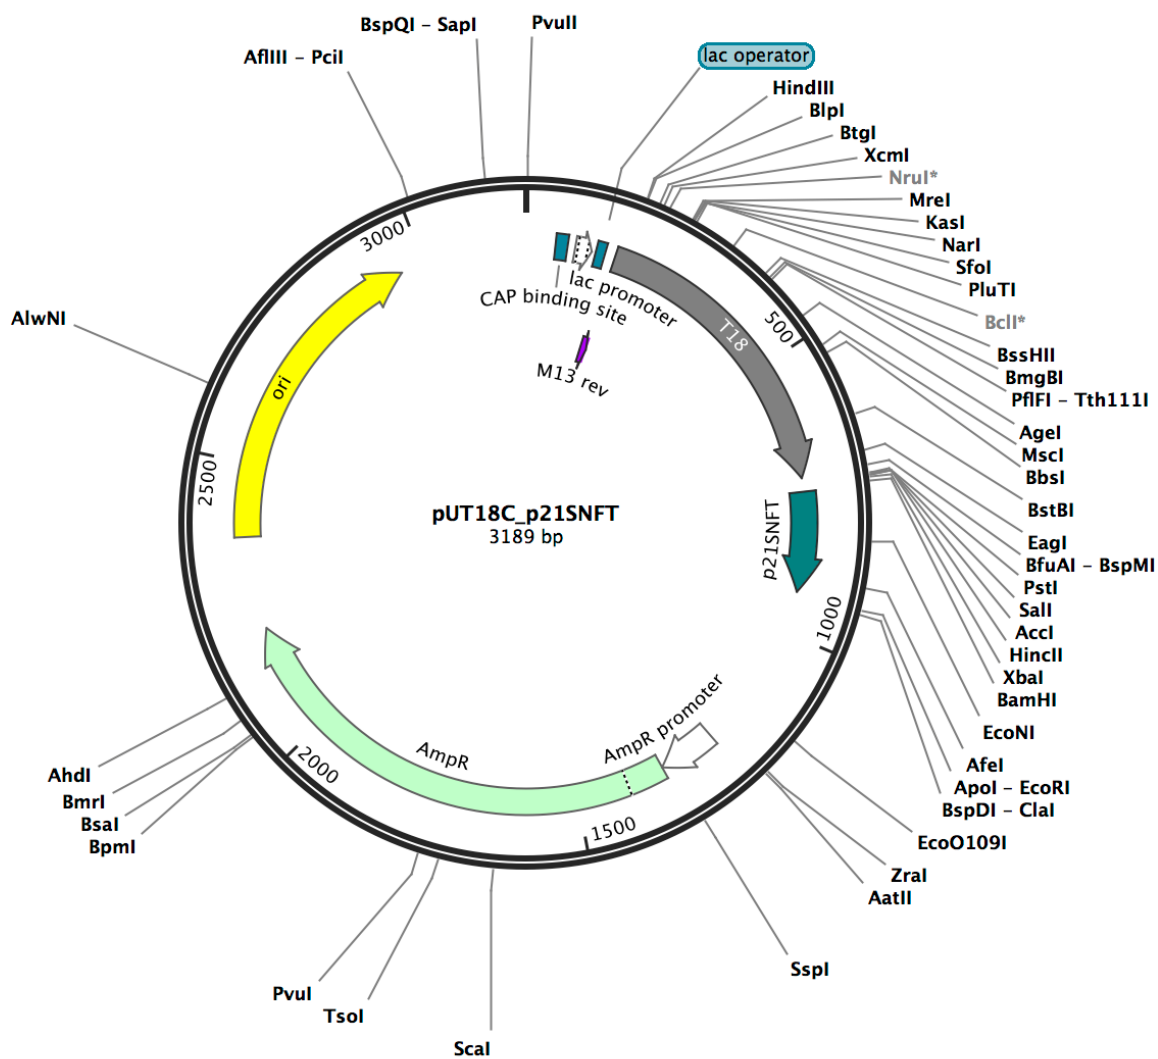 BspQI - SapI
PvuII
AflIII - PciI
lac operator
HindIII
BlpI
BtgI
XcmI
NruI*
MreI
KasI
NarI
SfoI
PluTI
BclI*
BssHII
BmgBI
PflFI - Tth111I
AgeI
MscI
BbsI
BstBI
EagI
BfuAI - BspMI
PstI
SalI
AccI
HincII
XbaI
BamHI
EcoNI
AfeI
ApoI - EcoRI
BspDI - ClaI
EcoO109I
ZraI
AatII
SspI
ScaI
TsoI
PvuI
BpmI
BsaI
BmrI
AhdI
AlwNI
3000
500
1000
1500
2000
2500
CAP binding site
lac promoter
M13 rev
T18
p21SNFT
AmpR promoter
AmpR
ori
pUT18C_p21SNFT
3189 bp